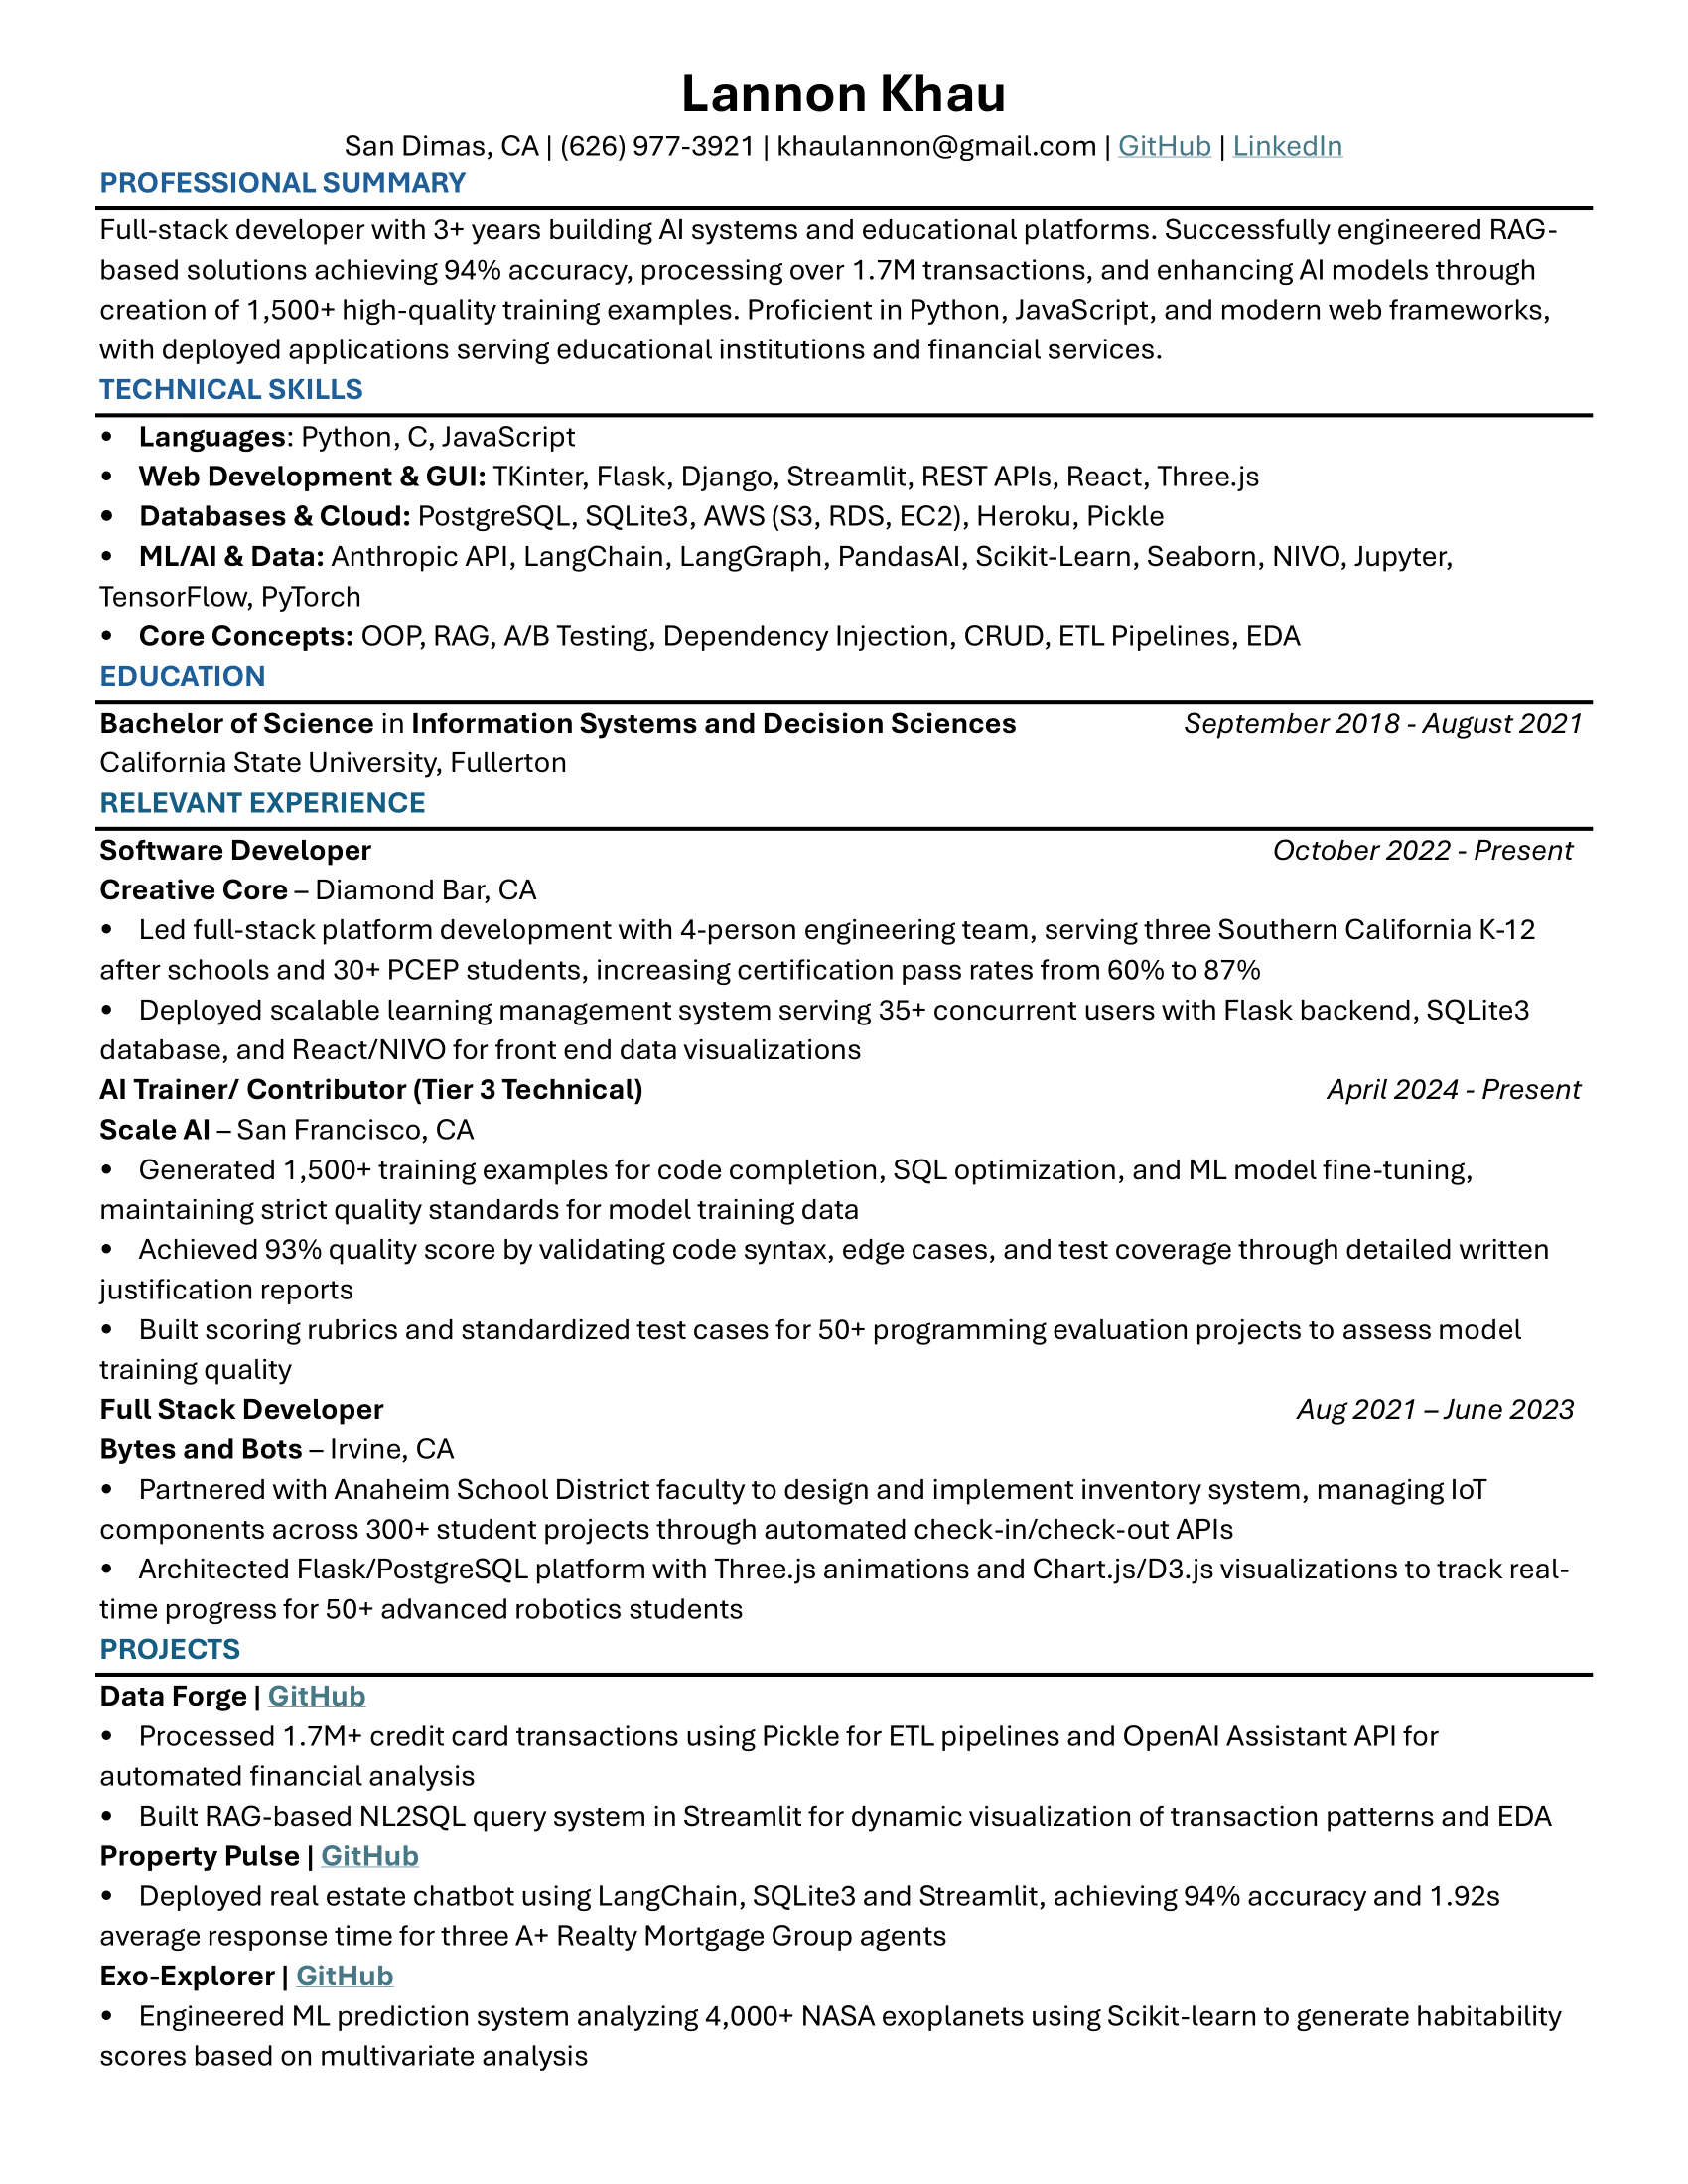 Lannon Khau
San Dimas, CA | (626) 977-3921 | khaulannon@gmail.com | GitHub | LinkedIn
PROFESSIONAL SUMMARY
Full-stack developer with 3+ years building AI systems and educational platforms. Successfully engineered RAG-
based solutions achieving 94% accuracy, processing over 1.7M transactions, and enhancing AI models through
creation of 1,500+ high-quality training examples. Proficient in Python, JavaScript, and modern web frameworks,
with deployed applications serving educational institutions and financial services.
TECHNICAL SKILLS
• Languages: Python, C, JavaScript
• Web Development & GUI: TKinter, Flask, Django, Streamlit, REST APIs, React, Three.js
• Databases & Cloud: PostgreSQL, SQLite3, AWS (S3, RDS, EC2), Heroku, Pickle
• ML/AI & Data: Anthropic API, LangChain, LangGraph, PandasAI, Scikit-Learn, Seaborn, NIVO, Jupyter,
TensorFlow, PyTorch
• Core Concepts: OOP, RAG, A/B Testing, Dependency Injection, CRUD, ETL Pipelines, EDA
EDUCATION
Bachelor of Science in Information Systems and Decision Sciences September 2018 - August 2021
California State University, Fullerton
RELEVANT EXPERIENCE
Software Developer October 2022 - Present
Creative Core – Diamond Bar, CA
• Led full-stack platform development with 4-person engineering team, serving three Southern California K-12
after schools and 30+ PCEP students, increasing certification pass rates from 60% to 87%
• Deployed scalable learning management system serving 35+ concurrent users with Flask backend, SQLite3
database, and React/NIVO for front end data visualizations
AI Trainer/ Contributor (Tier 3 Technical) April 2024 - Present
Scale AI – San Francisco, CA
• Generated 1,500+ training examples for code completion, SQL optimization, and ML model fine-tuning,
maintaining strict quality standards for model training data
• Achieved 93% quality score by validating code syntax, edge cases, and test coverage through detailed written
justification reports
• Built scoring rubrics and standardized test cases for 50+ programming evaluation projects to assess model
training quality
Full Stack Developer Aug 2021 – June 2023
Bytes and Bots – Irvine, CA
• Partnered with Anaheim School District faculty to design and implement inventory system, managing IoT
components across 300+ student projects through automated check-in/check-out APIs
• Architected Flask/PostgreSQL platform with Three.js animations and Chart.js/D3.js visualizations to track real-
time progress for 50+ advanced robotics students
PROJECTS
Data Forge | GitHub
• Processed 1.7M+ credit card transactions using Pickle for ETL pipelines and OpenAI Assistant API for
automated financial analysis
• Built RAG-based NL2SQL query system in Streamlit for dynamic visualization of transaction patterns and EDA
Property Pulse | GitHub
• Deployed real estate chatbot using LangChain, SQLite3 and Streamlit, achieving 94% accuracy and 1.92s
average response time for three A+ Realty Mortgage Group agents
Exo-Explorer | GitHub
• Engineered ML prediction system analyzing 4,000+ NASA exoplanets using Scikit-learn to generate habitability
scores based on multivariate analysis